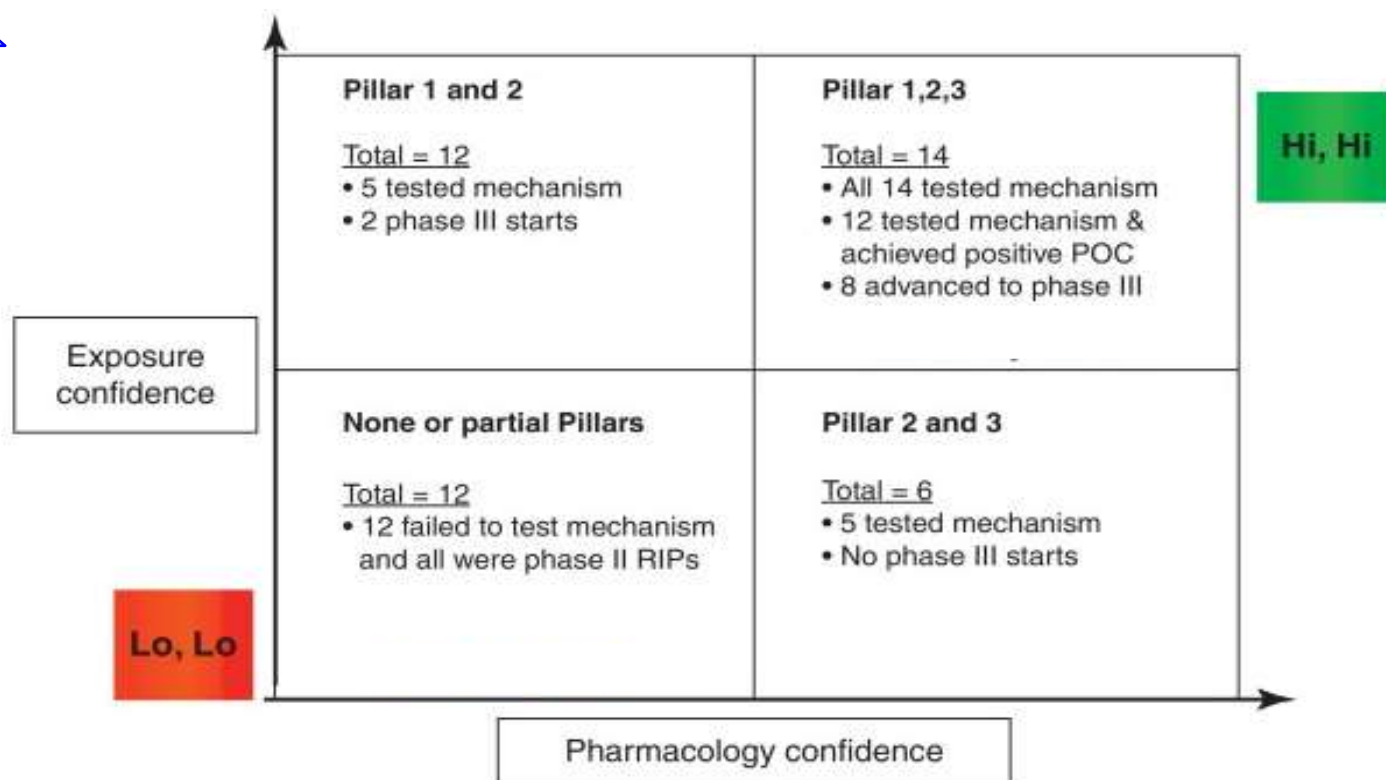 Pillar 1 and 2
Total = 12
• 5 tested mechanism
• 2 phase III starts
Pillar 1,2,3
Total = 14
• All 14 tested mechanism
• 12 tested mechanism &
achieved positive POC
• 8 advanced to phase III
Hi, Hi
Exposure
confidence
None or partial Pillars
Total = 12
• 12 failed to test mechanism
and all were phase II RIPs
Pillar 2 and 3
Total = 6
• 5 tested mechanism
• No phase III starts
Lo, Lo
Pharmacology confidence